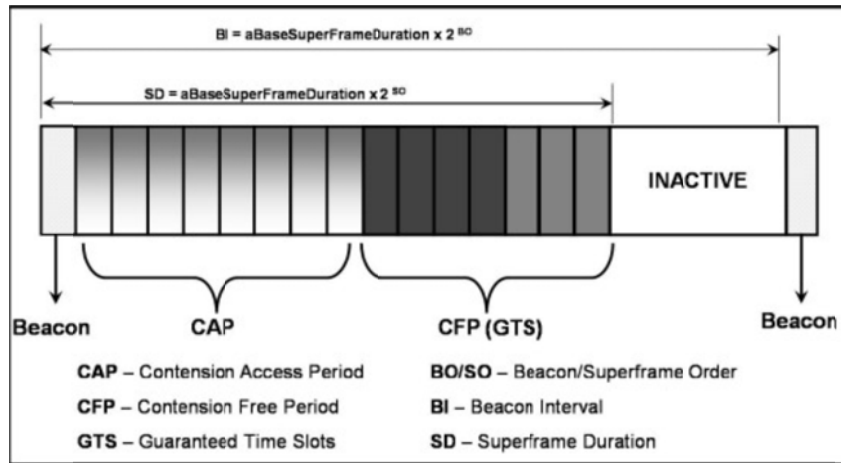 BI = aBaseSuperFrameDuration x 2 BO
SD = aBaseSuperFrameDuration x 2 SO
INACTIVE
Beacon CAP CFP (GTS) Beacon
CAP – Contension Access Period BO/SO – Beacon/Superframe Order
CFP – Contension Free Period BI – Beacon Interval
GTS – Guaranteed Time Slots SD – Superframe Duration